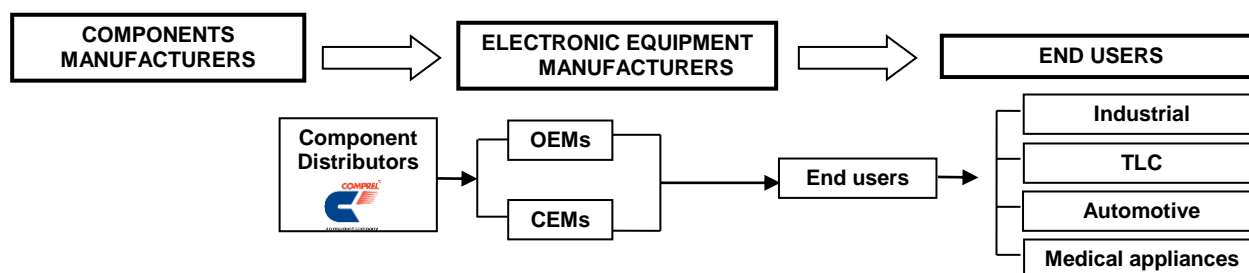 COMPONENTS
MANUFACTURERS
ELECTRONIC EQUIPMENT
MANUFACTURERS
END USERS
Component
Distributors
COMPREL
OEMs
CEMs
End users
Industrial
TLC
Automotive
Medical appliances